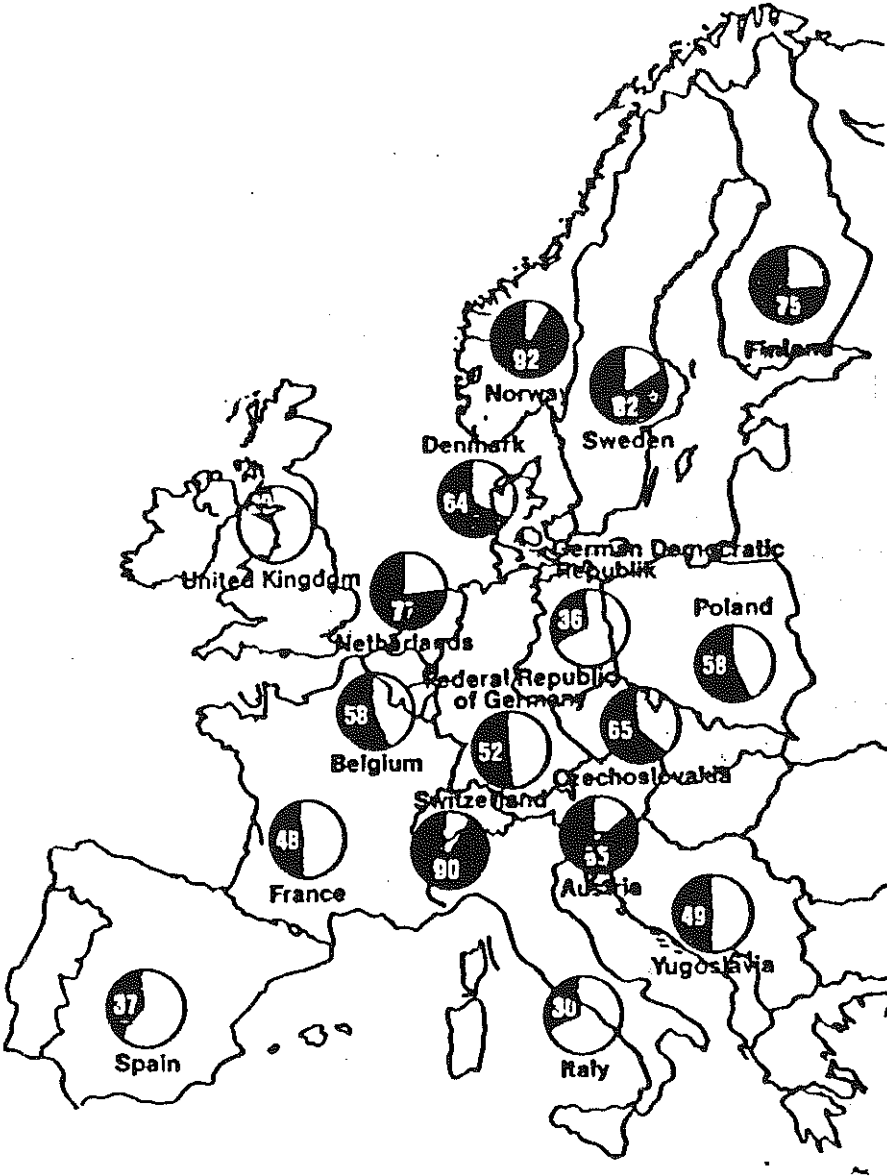 75
Finland
92
Norway
82
Sweden
Denmark
64
United Kingdom
German Democratic
Republik
77
Netherlands
36
Poland
58
Federal Republic
of Germany
58
Belgium
52
65
Czechoslovakia
Switzerland
90
Austria
48
France
49
Yugoslavia
37
Spain
30
Italy